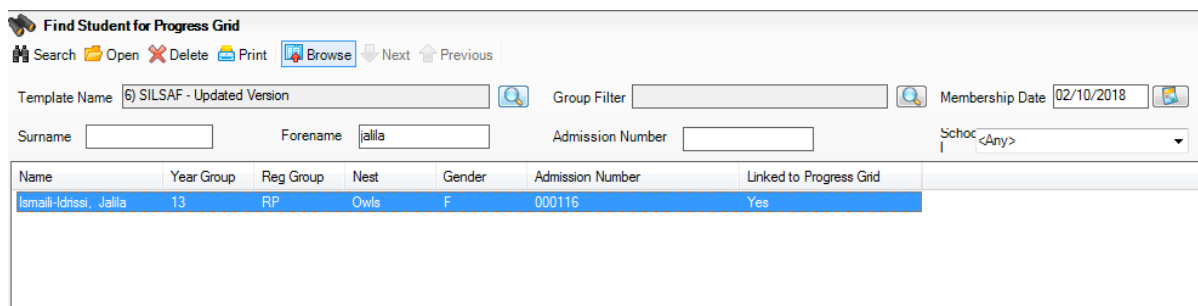 Find Student for Progress Grid
Search Open Delete Print Browse Next Previous
Template Name 6) SILSAF - Updated Version Group Filter Membership Date 02/10/2018
Surname Forename jalila Admission Number School <Any>
Name Year Group Reg Group Nest Gender Admission Number Linked to Progress Grid
Ismaili-Idrissi, Jalila 13 RP Owls F 000116 Yes